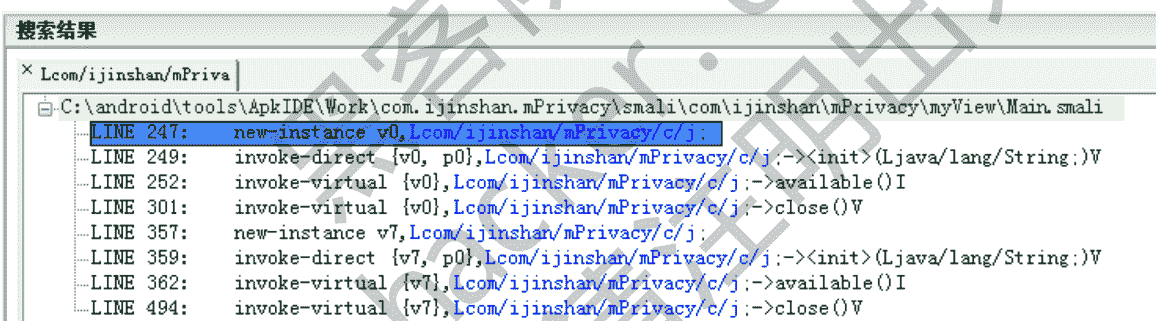 搜索结果
× Lcom/ijinshan/mPriva
C:\android\tools\ApkIDE\Work\com.ijinshan.mPrivacy\smali\com\ijinshan\mPrivacy\myView\Main.smali
LINE 247: new-instance v0,Lcom/ijinshan/mPrivacy/c/j;
LINE 249: invoke-direct {v0, p0},Lcom/ijinshan/mPrivacy/c/j;-><init>(Ljava/lang/String;)V
LINE 252: invoke-virtual {v0},Lcom/ijinshan/mPrivacy/c/j;->available()I
LINE 301: invoke-virtual {v0},Lcom/ijinshan/mPrivacy/c/j;->close()V
LINE 357: new-instance v7,Lcom/ijinshan/mPrivacy/c/j;
LINE 359: invoke-direct {v7, p0},Lcom/ijinshan/mPrivacy/c/j;-><init>(Ljava/lang/String;)V
LINE 362: invoke-virtual {v7},Lcom/ijinshan/mPrivacy/c/j;->available()I
LINE 494: invoke-virtual {v7},Lcom/ijinshan/mPrivacy/c/j;->close()V